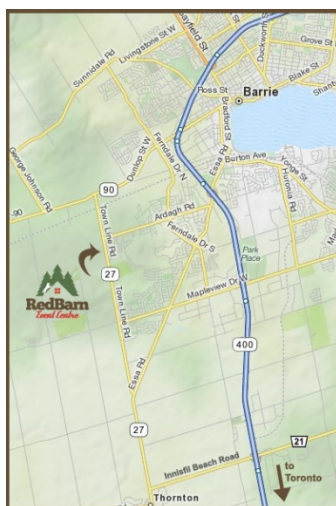 Bayfield St
Duckworth St
Grove St
Livingstone St W
Sunnidale Rd
Blake St
Ross St
Barrie
Shanty
Bradford St
Dunlop St W
Ferndale Dr N
Essa Rd
Burton Ave
Yonge St
George Johnson Rd
Huronia Rd
90
90
Town Line Rd
Ardagh Rd
Ferndale Dr S
Park
Place
27
RedBarn
Event Centre
Town Line Rd
Mapleview Dr W
Ma
400
Essa Rd
27
21
Innisfil Beach Road
to
Toronto
Thornton